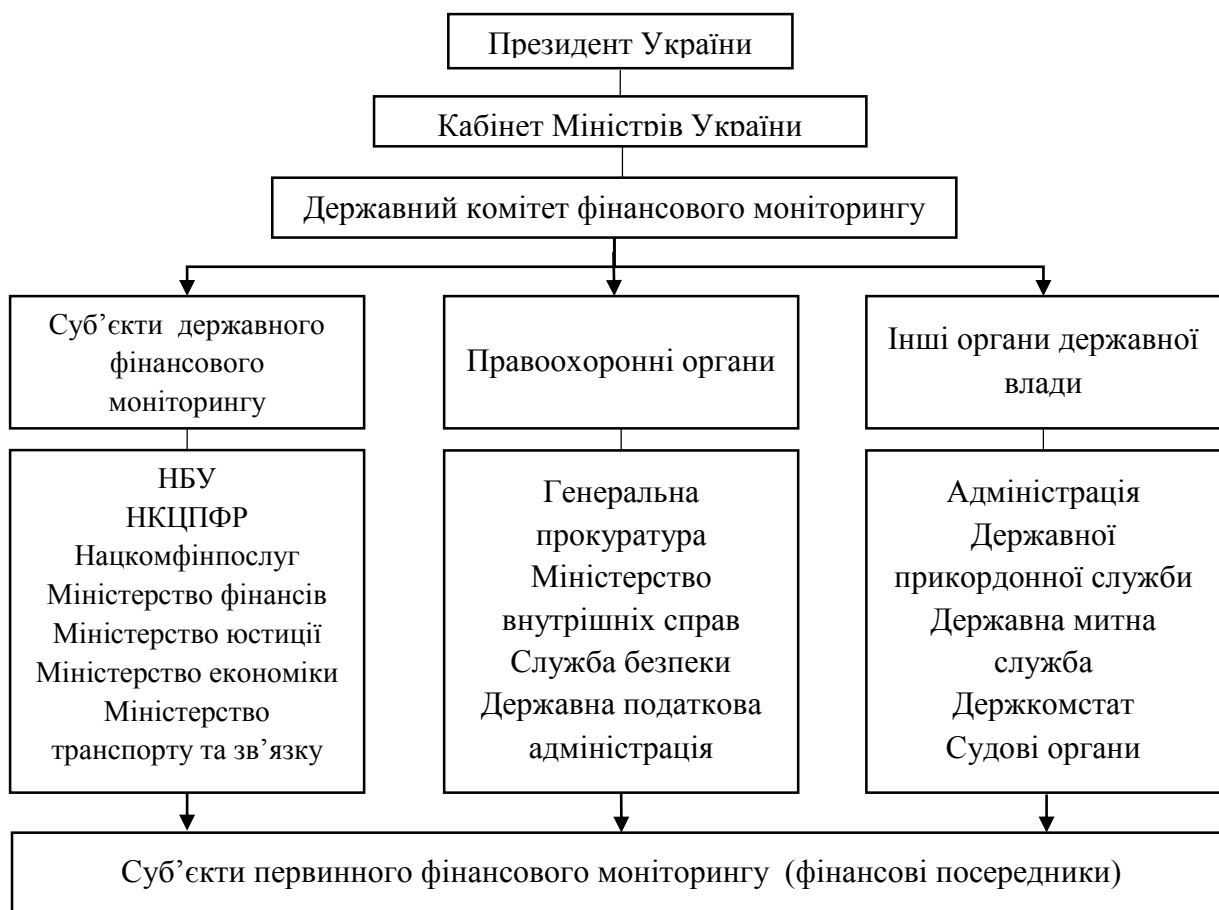 Президент України
Кабінет Міністрів України
Державний комітет фінансового моніторингу
Суб’єкти державного
фінансового
моніторингу
Правоохоронні органи
Інші органи державної
влади
НБУ
НКЦПФР
Нацкомфінпослуг
Міністерство фінансів
Міністерство юстиції
Міністерство економіки
Міністерство
транспорту та зв’язку
Генеральна
прокуратура
Міністерство
внутрішніх справ
Служба безпеки
Державна податкова
адміністрація
Адміністрація
Державної
прикордонної служби
Державна митна
служба
Держкомстат
Судові органи
Суб’єкти первинного фінансового моніторингу (фінансові посередники)